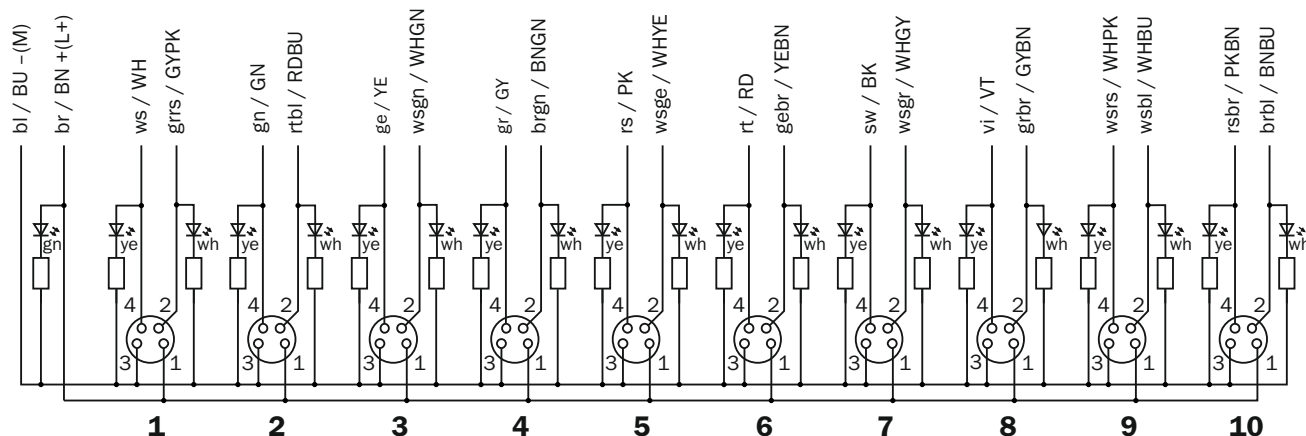 bl / BU –(M)
br / BN +(L+)
ws / WH
grrs / GYPK
gn / GN
rtbl / RDBU
ge / YE
wsgn / WHGN
gr / GY
brgn / BNGN
rs / PK
wsge / WHYE
rt / RD
gebr / YEBN
sw / BK
wsgr / WHGY
vi / VT
grbr / GYBN
wsrs / WHPK
wsbl / WHBU
rsbr / PKBN
brbl / BNBU
gn ye wh ye wh ye wh ye wh ye wh ye wh ye wh ye wh ye wh ye wh
4 2 4 2 4 2 4 2 4 2 4 2 4 2 4 2 4 2 4 2
3 1 3 1 3 1 3 1 3 1 3 1 3 1 3 1 3 1 3 1
1 2 3 4 5 6 7 8 9 10